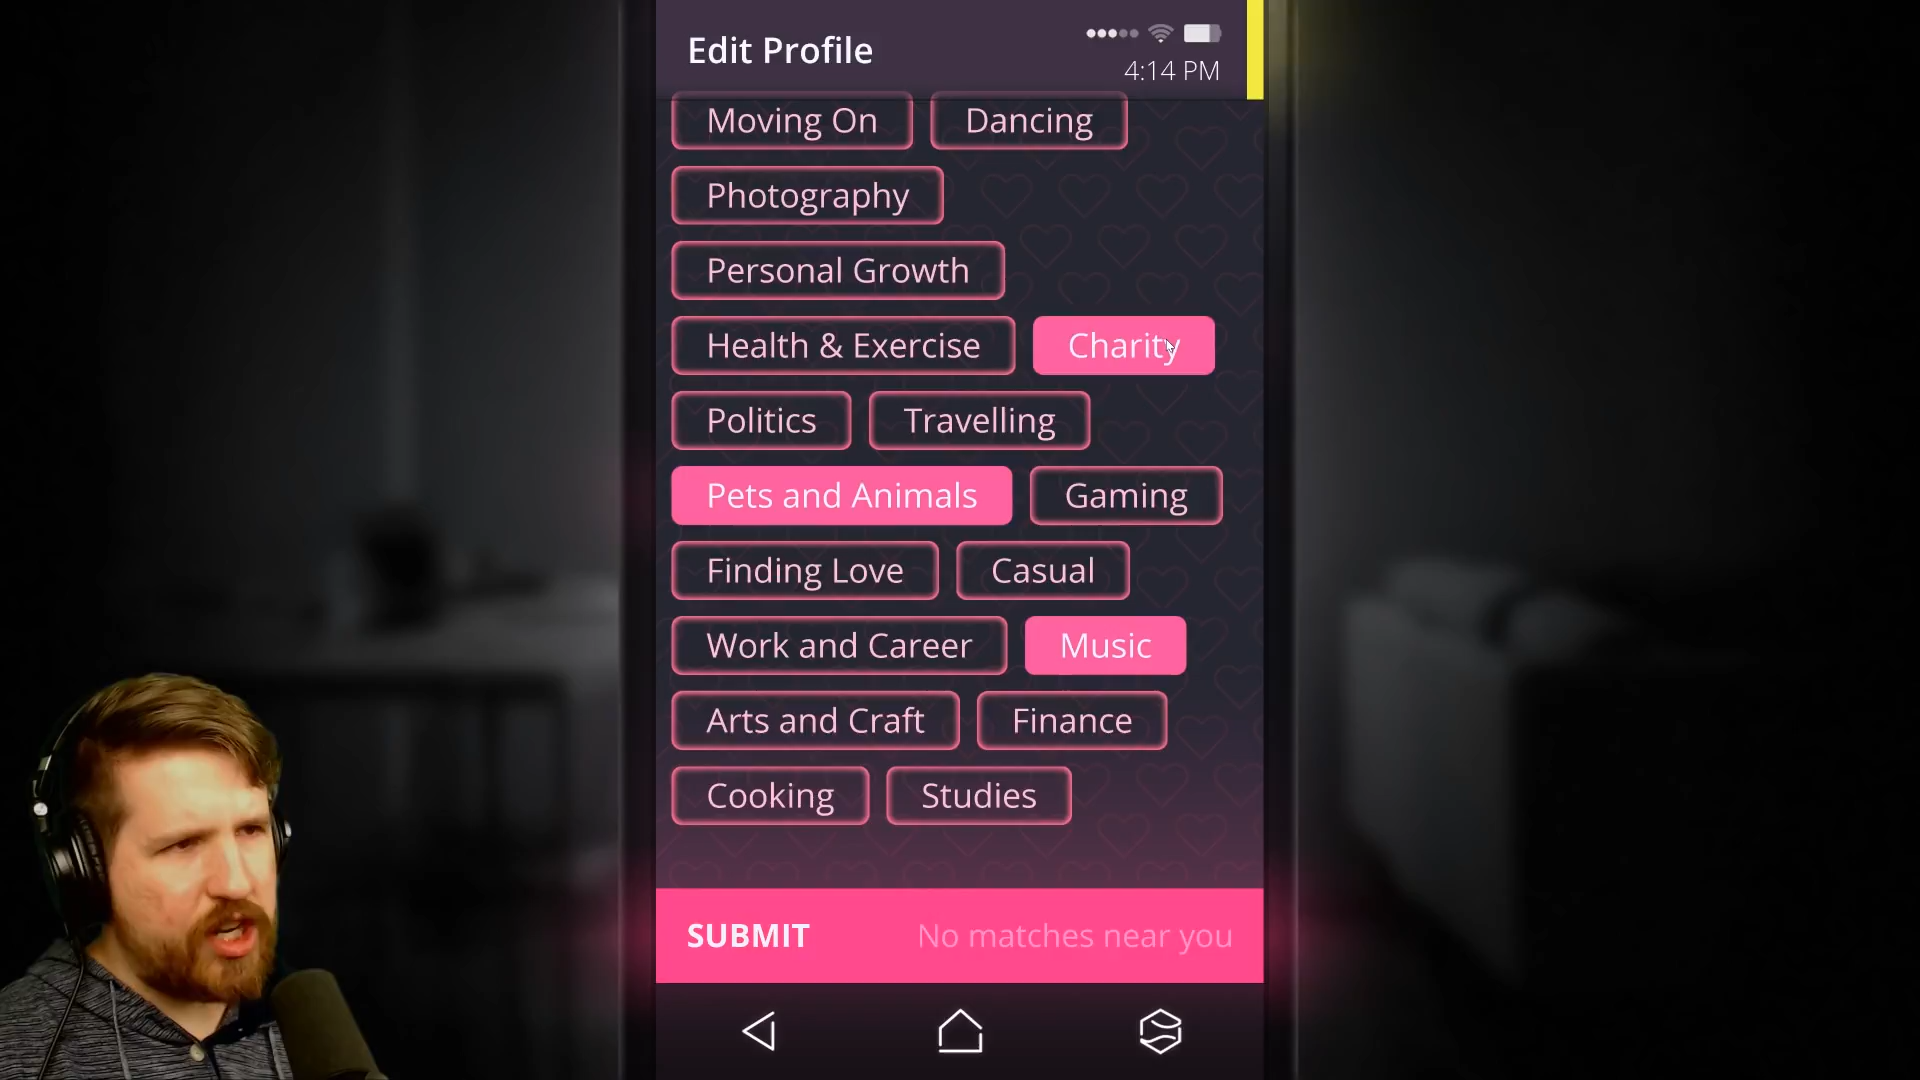 Edit Profile
4:14 PM
Moving On Dancing
Photography
Personal Growth
Health & Exercise Charity
Politics Travelling
Pets and Animals Gaming
Finding Love Casual
Work and Career Music
Arts and Craft Finance
Cooking Studies
SUBMIT No matches near you